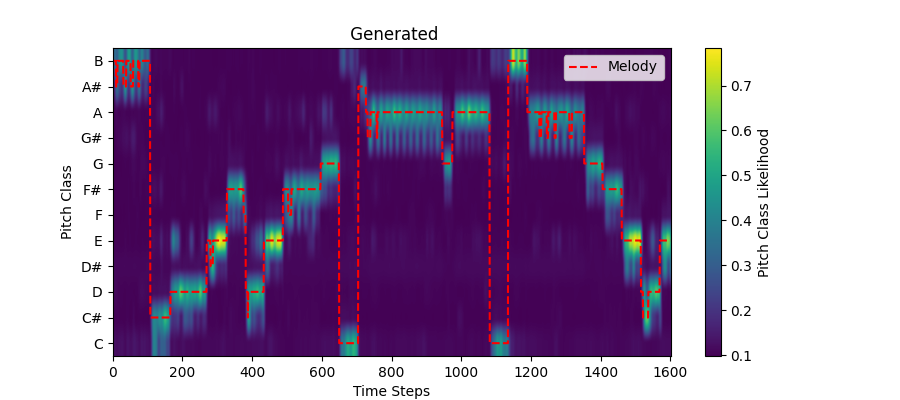 Generated
Melody
B
A#
A
G#
G
F#
F
E
D#
D
C#
C
Pitch Class
0 200 400 600 800 1000 1200 1400 1600
Time Steps
0.7
0.6
0.5
0.4
0.3
0.2
0.1
Pitch Class Likelihood